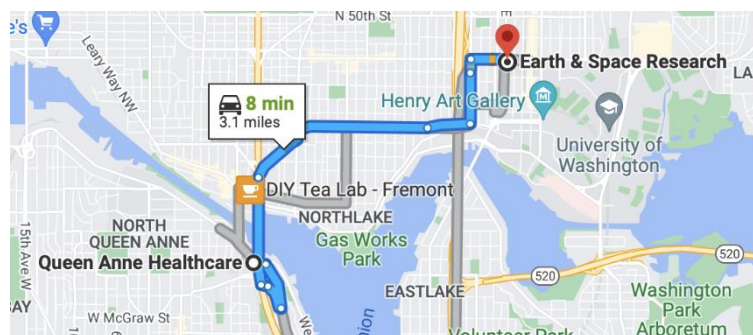 N 50th St
Leary Way NW
Earth & Space Research
8 min
3.1 miles
Henry Art Gallery
University of
Washington
DIY Tea Lab - Fremont
NORTH
QUEEN ANNE
NORTHLAKE
Gas Works
Park
Queen Anne Healthcare
15th Ave W
520
EASTLAKE
520
Washington
Park
Arboretum
W McGraw St
Volunteer Park